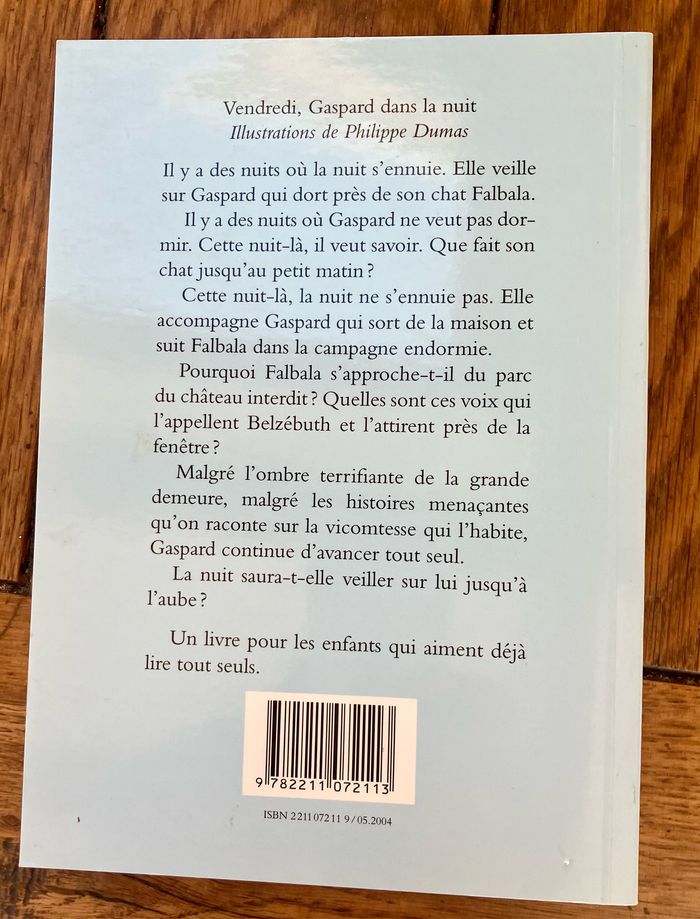 Vendredi, Gaspard dans la nuit
Illustrations de Philippe Dumas
Il y a des nuits où la nuit s'ennuie. Elle veille
sur Gaspard qui dort près de son chat Falbala.
Il y a des nuits où Gaspard ne veut pas dor-
mir. Cette nuit-là, il veut savoir. Que fait son
chat jusqu'au petit matin ?
Cette nuit-là, la nuit ne s'ennuie pas. Elle
accompagne Gaspard qui sort de la maison et
suit Falbala dans la campagne endormie.
Pourquoi Falbala s'approche-t-il du parc
du château interdit ? Quelles sont ces voix qui
l'appellent Belzébuth et l'attirent près de la
fenêtre ?
Malgré l'ombre terrifiante de la grande
demeure, malgré les histoires menaçantes
qu'on raconte sur la vicomtesse qui l'habite,
Gaspard continue d'avancer tout seul.
La nuit saura-t-elle veiller sur lui jusqu'à
l'aube ?
Un livre pour les enfants qui aiment déjà
lire tout seuls.
9 782211 072113
ISBN 2 211 072 11 9 / 05.2004